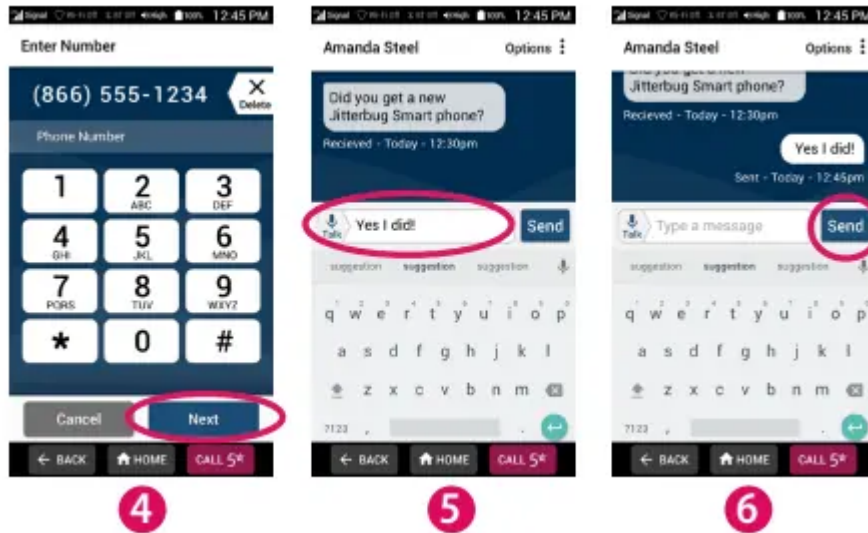 12:45 PM
Enter Number
(866) 555-1234
X
Delete
Phone Number
1
2
ABC
3
DEF
4
GHI
5
JKL
6
MNO
7
PQRS
8
TUV
9
WXYZ
*
0
#
Cancel
Next
BACK
HOME
CALL 5*
4
12:45 PM
Amanda Steel
Options
Did you get a new
Jitterbug Smart phone?
Recieved - Today - 12:30pm
Talk
Yes I did!
Send
suggestion suggestion suggestion
q w e r t y u i o p
a s d f g h j k l
z x c v b n m
?123 , .
BACK
HOME
CALL 5*
5
12:45 PM
Amanda Steel
Options
Jitterbug Smart phone?
Recieved - Today - 12:30pm
Yes I did!
Sent - Today - 12:45pm
Talk
Type a message
Send
suggestion suggestion suggestion
q w e r t y u i o p
a s d f g h j k l
z x c v b n m
?123 , .
BACK
HOME
CALL 5*
6